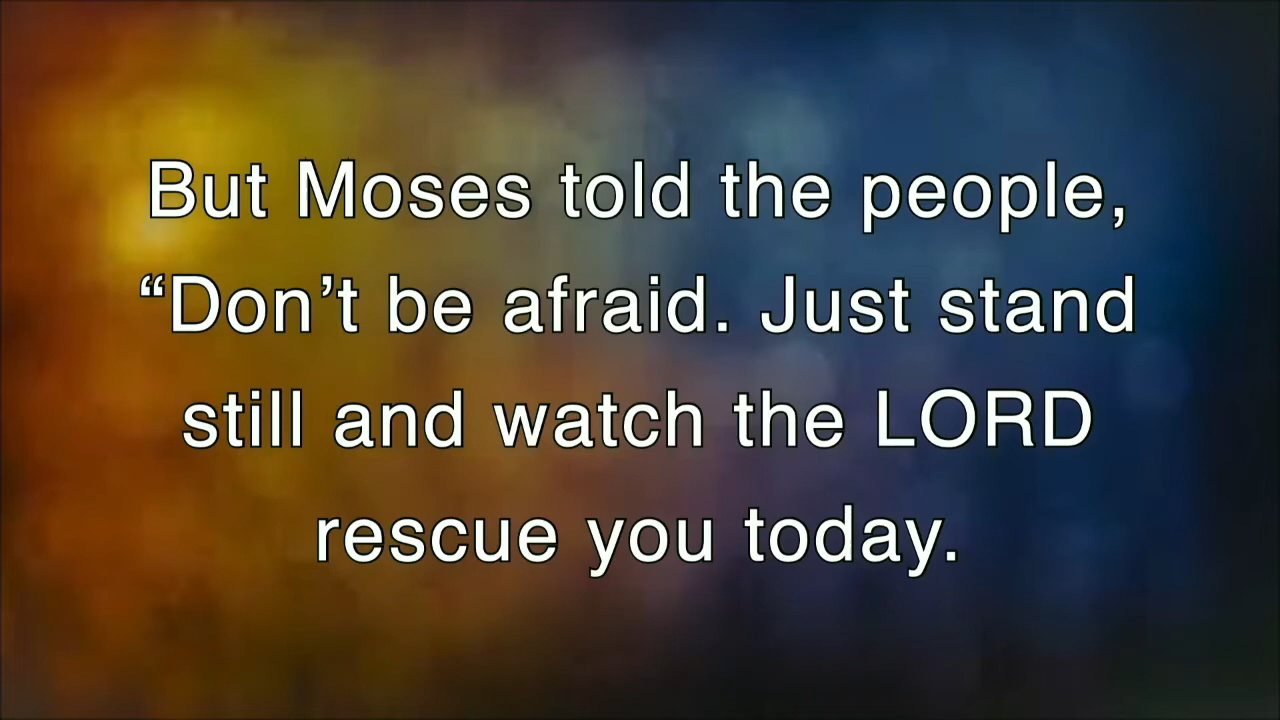 But Moses told the people,
“Don’t be afraid. Just stand
still and watch the LORD
rescue you today.